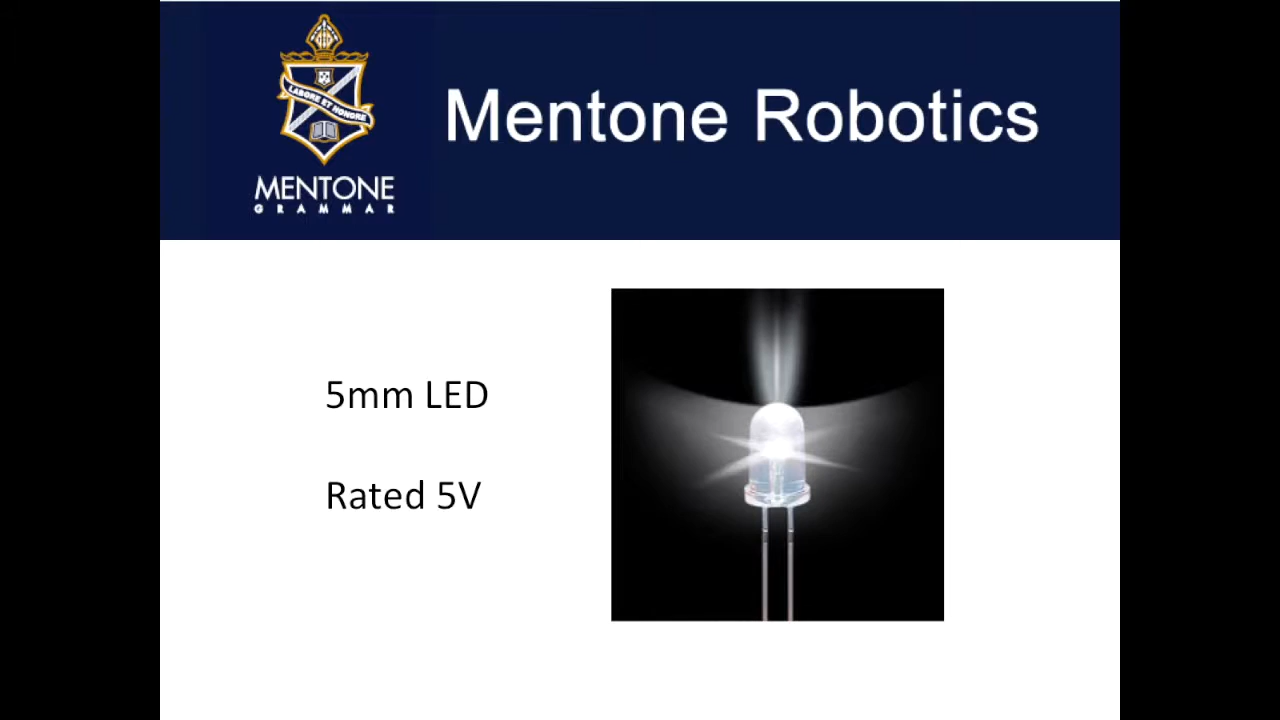 LABORE ET HONORE
MENTONE
GRAMMAR
Mentone Robotics
5mm LED
Rated 5V